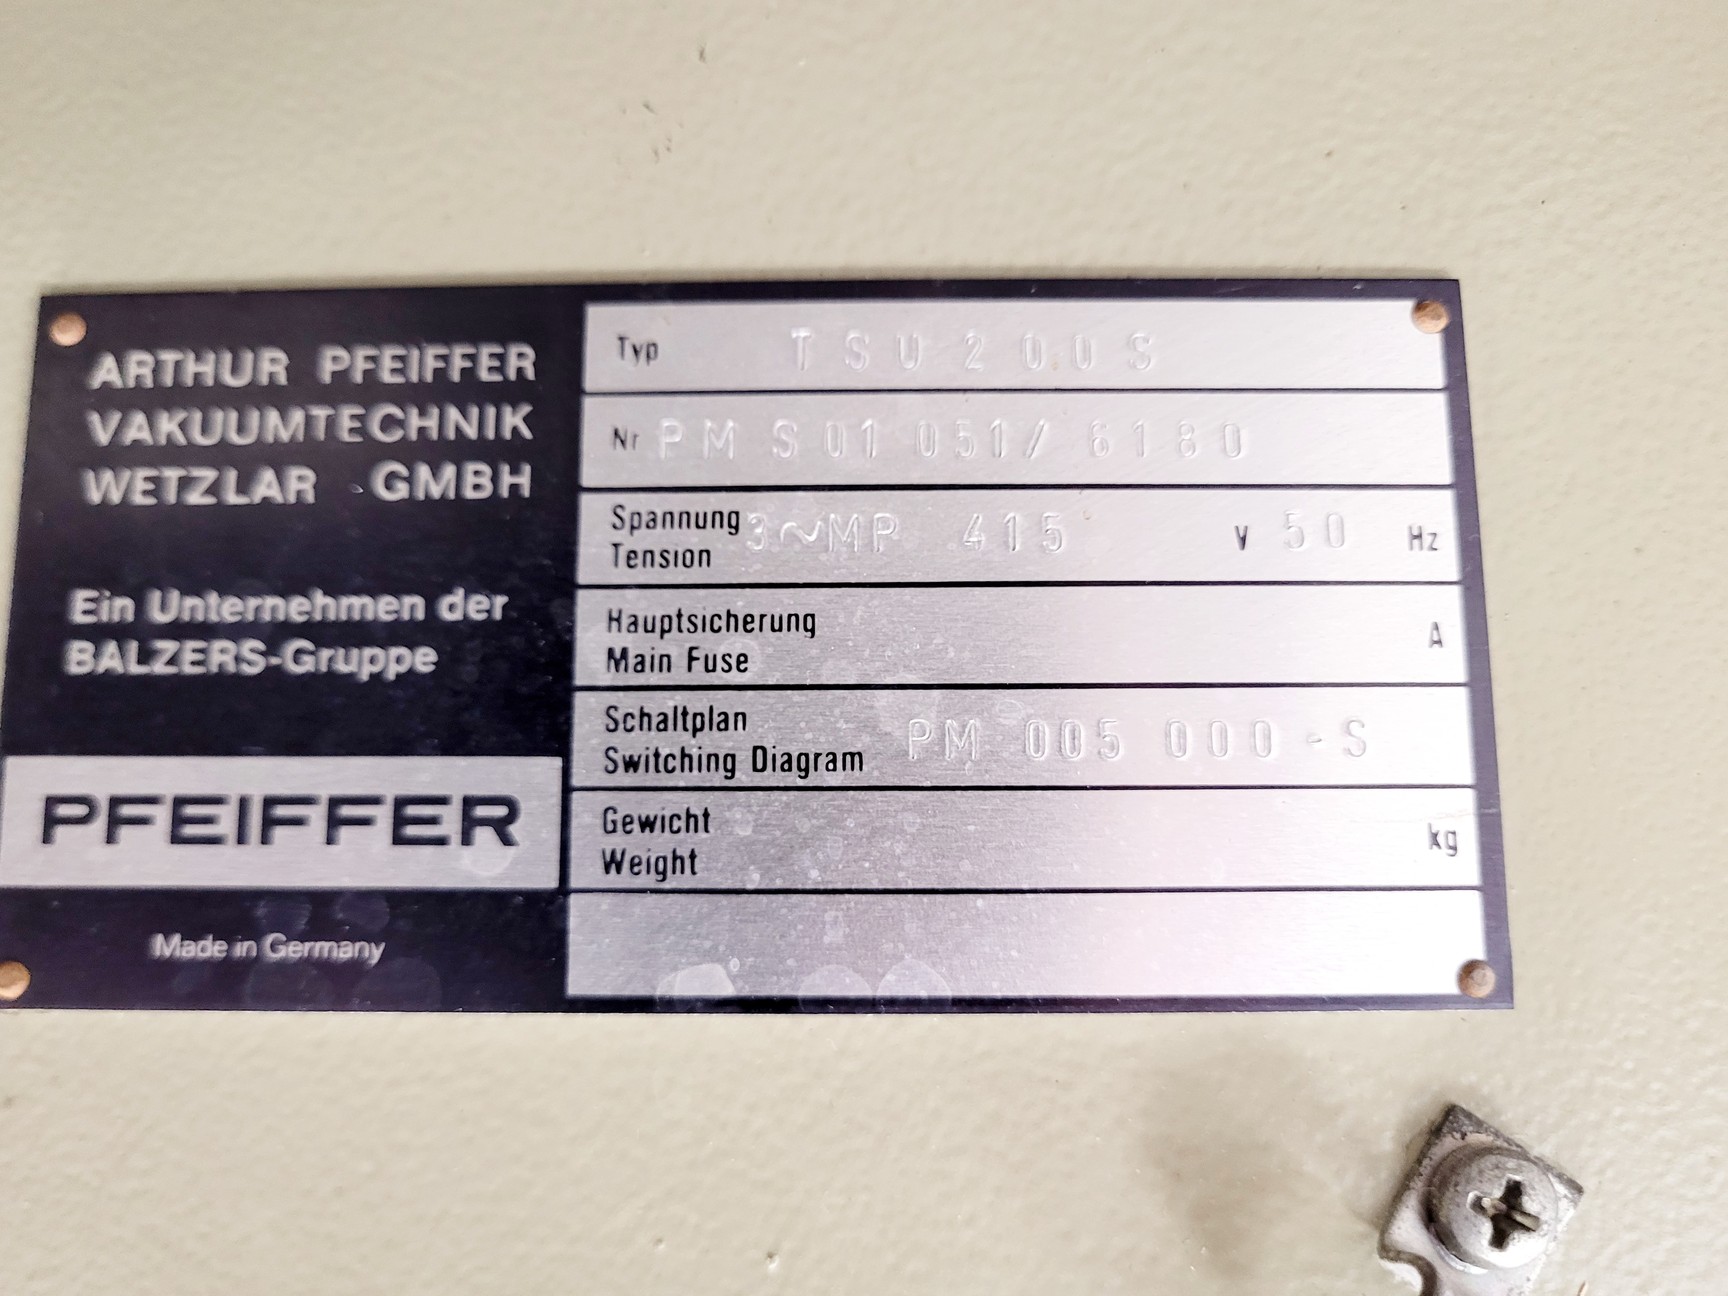 ARTHUR PFEIFFER
VAKUUMTECHNIK
WETZLAR GMBH
Ein Unternehmen der
BALZERS-Gruppe
PFEIFFER
Made in Germany
Typ TSU 200S
Nr PM S01 051/ 6180
Spannung 3~MP 415 V 50 Hz
Tension
Hauptsicherung A
Main Fuse
Schaltplan
Switching Diagram PM 005 000-S
Gewicht kg
Weight